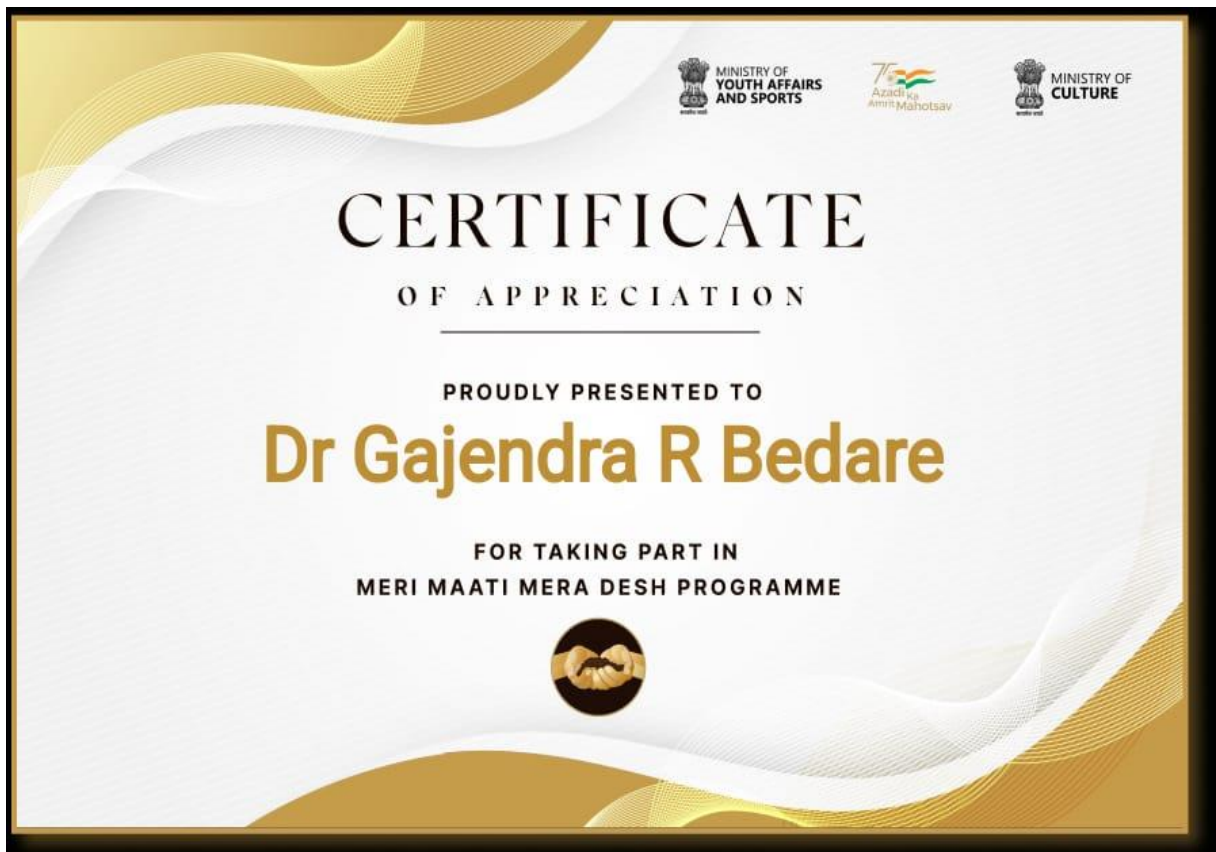 MINISTRY OF
YOUTH AFFAIRS
AND SPORTS
75
Azadi Ka
Amrit Mahotsav
MINISTRY OF
CULTURE
CERTIFICATE
OF APPRECIATION
PROUDLY PRESENTED TO
Dr Gajendra R Bedare
FOR TAKING PART IN
MERI MAATI MERA DESH PROGRAMME